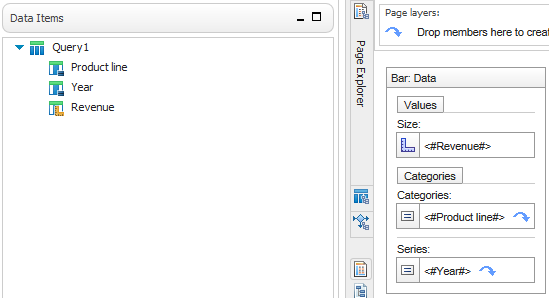 Data Items
Query1
Product line
Year
Revenue
Page Explorer
Page layers:
Drop members here to creat
Bar: Data
Values
Size:
<#Revenue#>
Categories
Categories:
<#Product line#>
Series:
<#Year#>